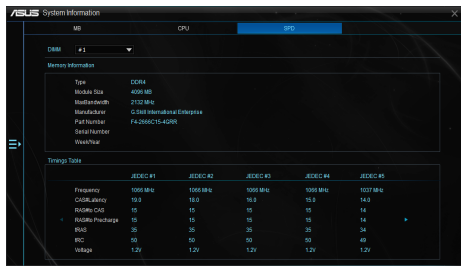 ASUS System Information
MB CPU SPD
DIMM #1
Memory Information
Type DDR4
Module Size 4096 MB
MaxBandwidth 2132 MHz
Manufacturer G.Skill International Enterprise
Part Number F4-2666C15-4GRR
Serial Number
Week/Year
Timings Table
JEDEC #1 JEDEC #2 JEDEC #3 JEDEC #4 JEDEC #5
Frequency 1066 MHz 1066 MHz 1066 MHz 1066 MHz 1037 MHz
CAS#Latency 19.0 18.0 16.0 15.0 14.0
RAS#to CAS 15 15 15 15 14
RAS#to Precharge 15 15 15 15 14
tRAS 35 35 35 35 34
tRC 50 50 50 50 49
Voltage 1.2V 1.2V 1.2V 1.2V 1.2V